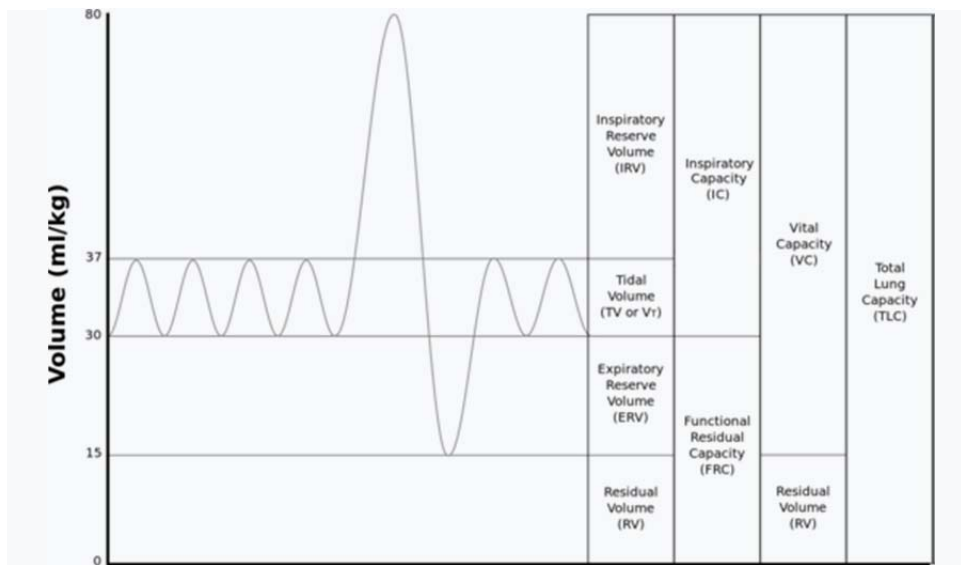 Volume (ml/kg)
80
37
30
15
0
Inspiratory
Reserve
Volume
(IRV)
Tidal
Volume
(TV or VT)
Expiratory
Reserve
Volume
(ERV)
Residual
Volume
(RV)
Inspiratory
Capacity
(IC)
Functional
Residual
Capacity
(FRC)
Vital
Capacity
(VC)
Residual
Volume
(RV)
Total
Lung
Capacity
(TLC)